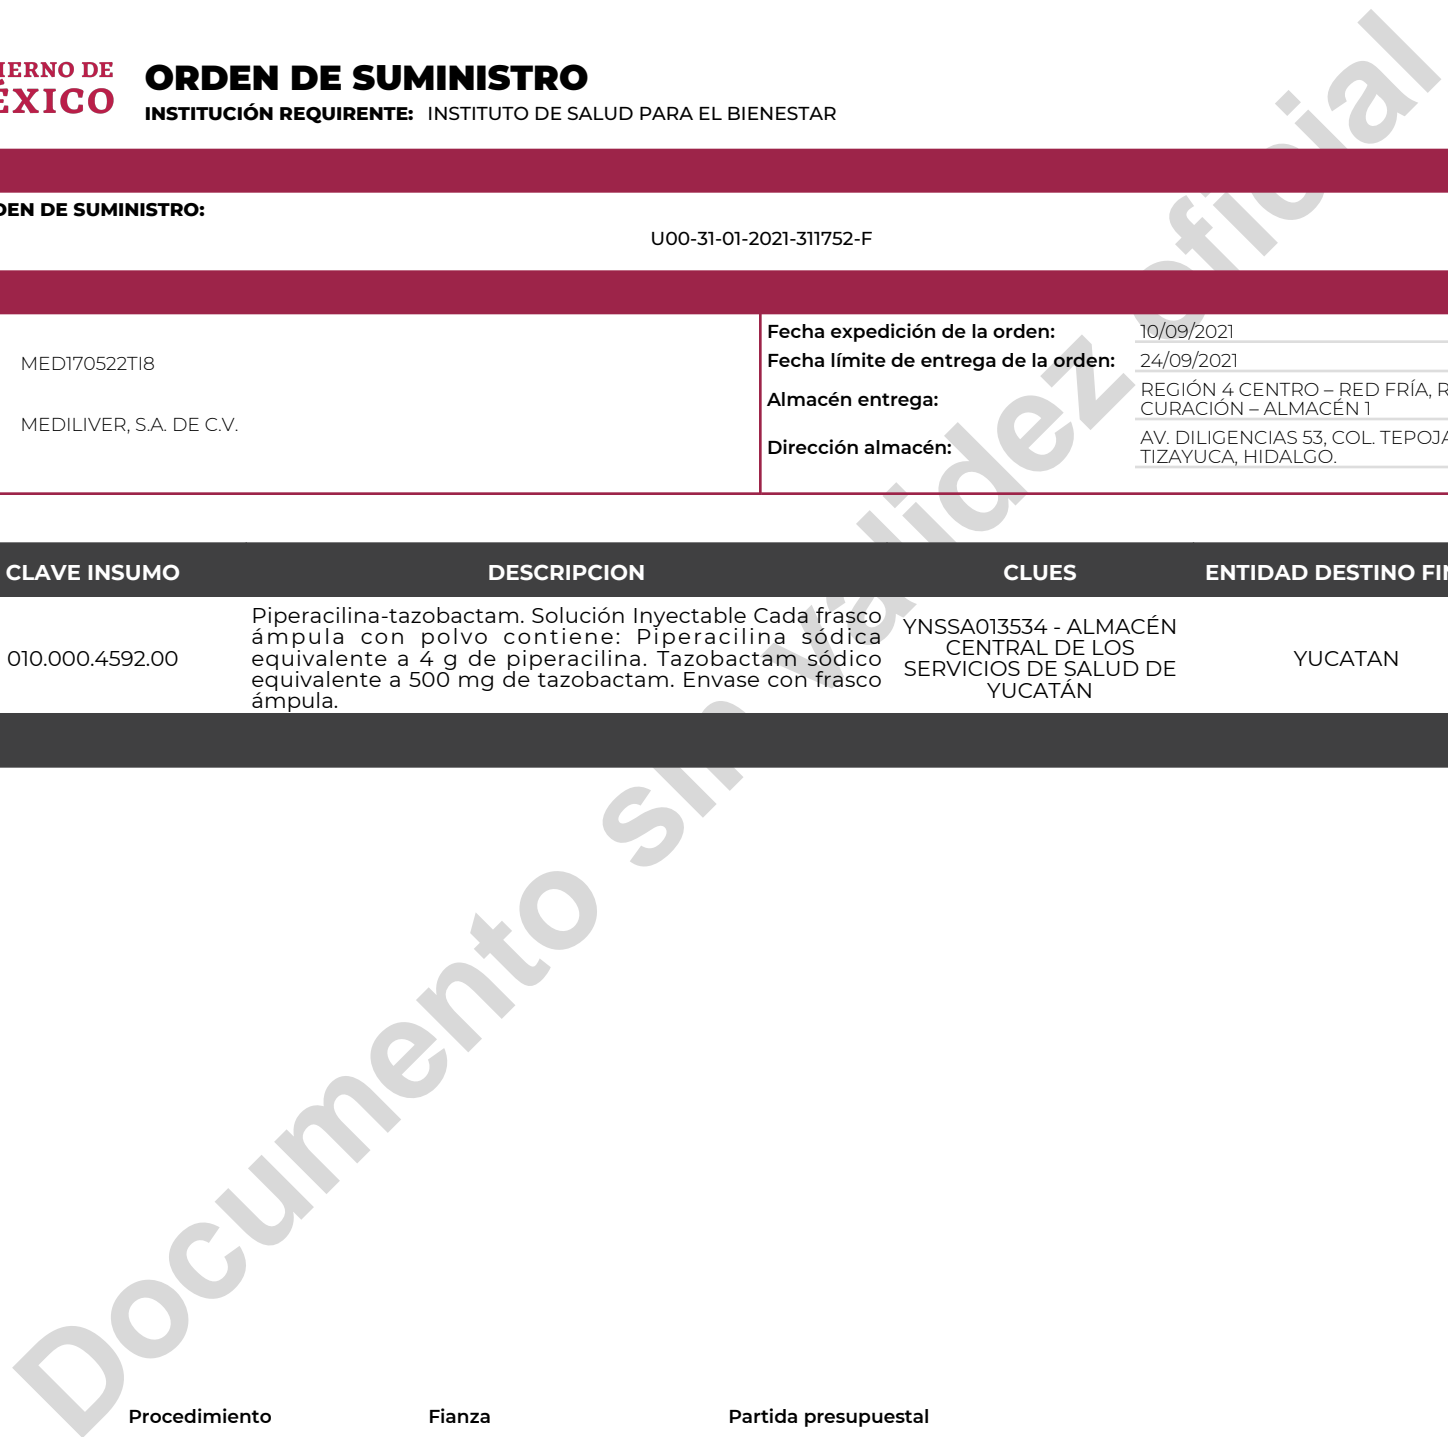 IERNO DE
ÉXICO
ORDEN DE SUMINISTRO
INSTITUCIÓN REQUIRENTE: INSTITUTO DE SALUD PARA EL BIENESTAR
DEN DE SUMINISTRO:
U00-31-01-2021-311752-F
MED170522TI8
MEDILIVER, S.A. DE C.V.
Fecha expedición de la orden: 10/09/2021
Fecha límite de entrega de la orden: 24/09/2021
Almacén entrega: REGIÓN 4 CENTRO – RED FRÍA, R
CURACIÓN – ALMACÉN 1
Dirección almacén: AV. DILIGENCIAS 53, COL. TEPOJA
TIZAYUCA, HIDALGO.
CLAVE INSUMO DESCRIPCION CLUES ENTIDAD DESTINO FIN
010.000.4592.00
Piperacilina-tazobactam. Solución Inyectable Cada frasco
ámpula con polvo contiene: Piperacilina sódica
equivalente a 4 g de piperacilina. Tazobactam sódico
equivalente a 500 mg de tazobactam. Envase con frasco
ámpula.
YNSSA013534 - ALMACÉN
CENTRAL DE LOS
SERVICIOS DE SALUD DE
YUCATÁN
YUCATAN
Documento sin validez oficial
Procedimiento Fianza Partida presupuestal